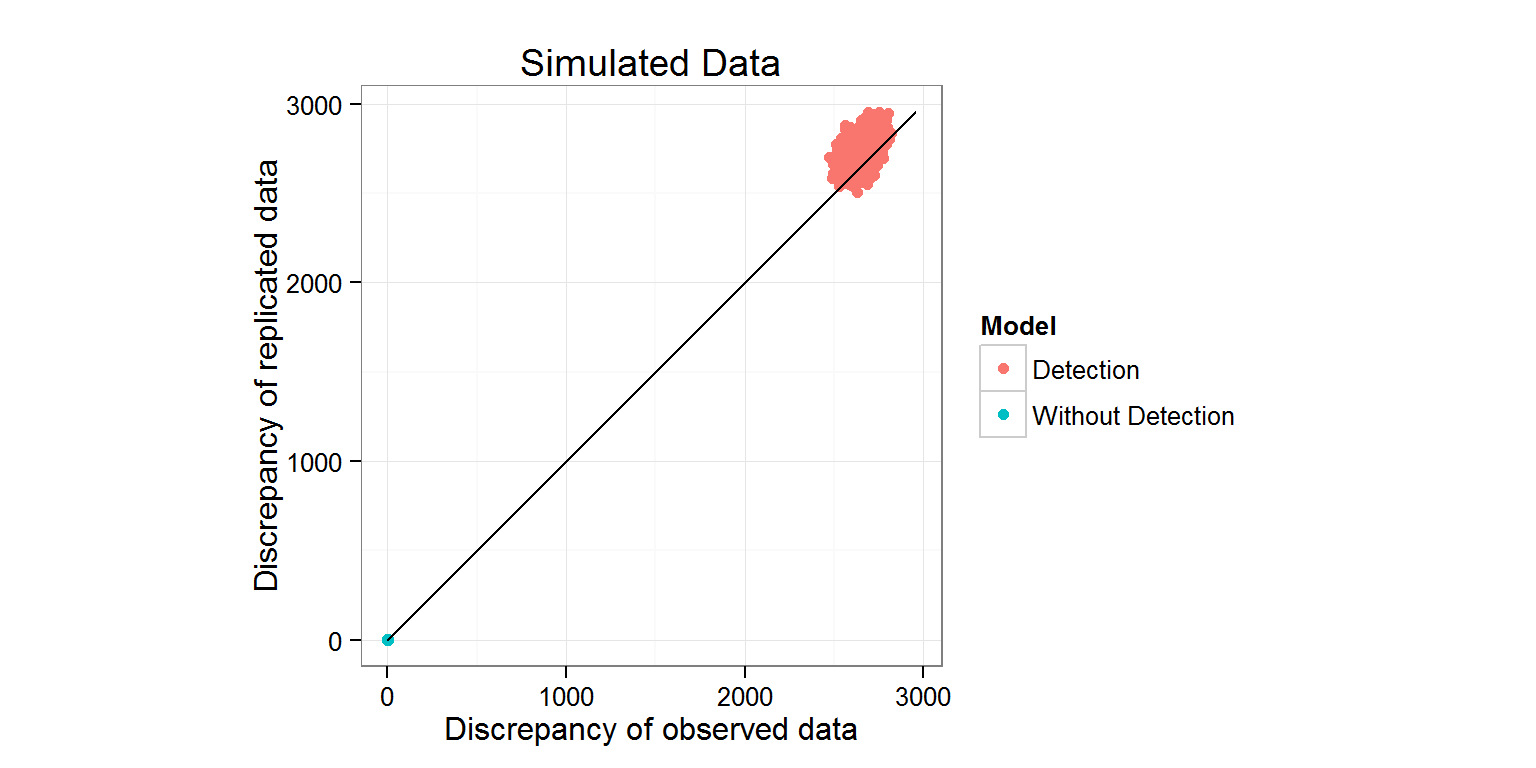 Simulated Data
Discrepancy of replicated data
3000
2000
1000
0
0 1000 2000 3000
Discrepancy of observed data
Model
Detection
Without Detection